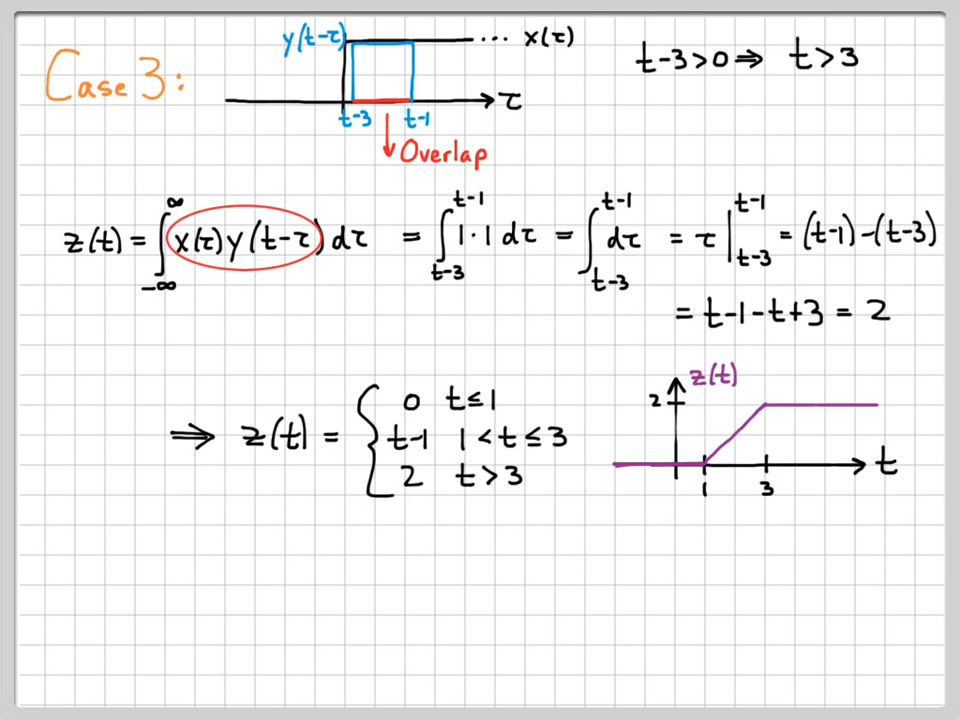 Case 3:
y(t-τ) ... x(τ)
t-3>0 ⇒ t>3
τ
t-3 t-1
Overlap
z(t) = ∫_{-∞}^{∞} x(τ)y(t-τ) dτ = ∫_{t-3}^{t-1} 1·1 dτ = ∫_{t-3}^{t-1} dτ = τ |_{t-3}^{t-1} = (t-1)-(t-3)
= t-1-t+3 = 2
⇒ z(t) = {
0 t≤1
t-1 1<t≤3
2 t>3
z(t)
2
t
1 3